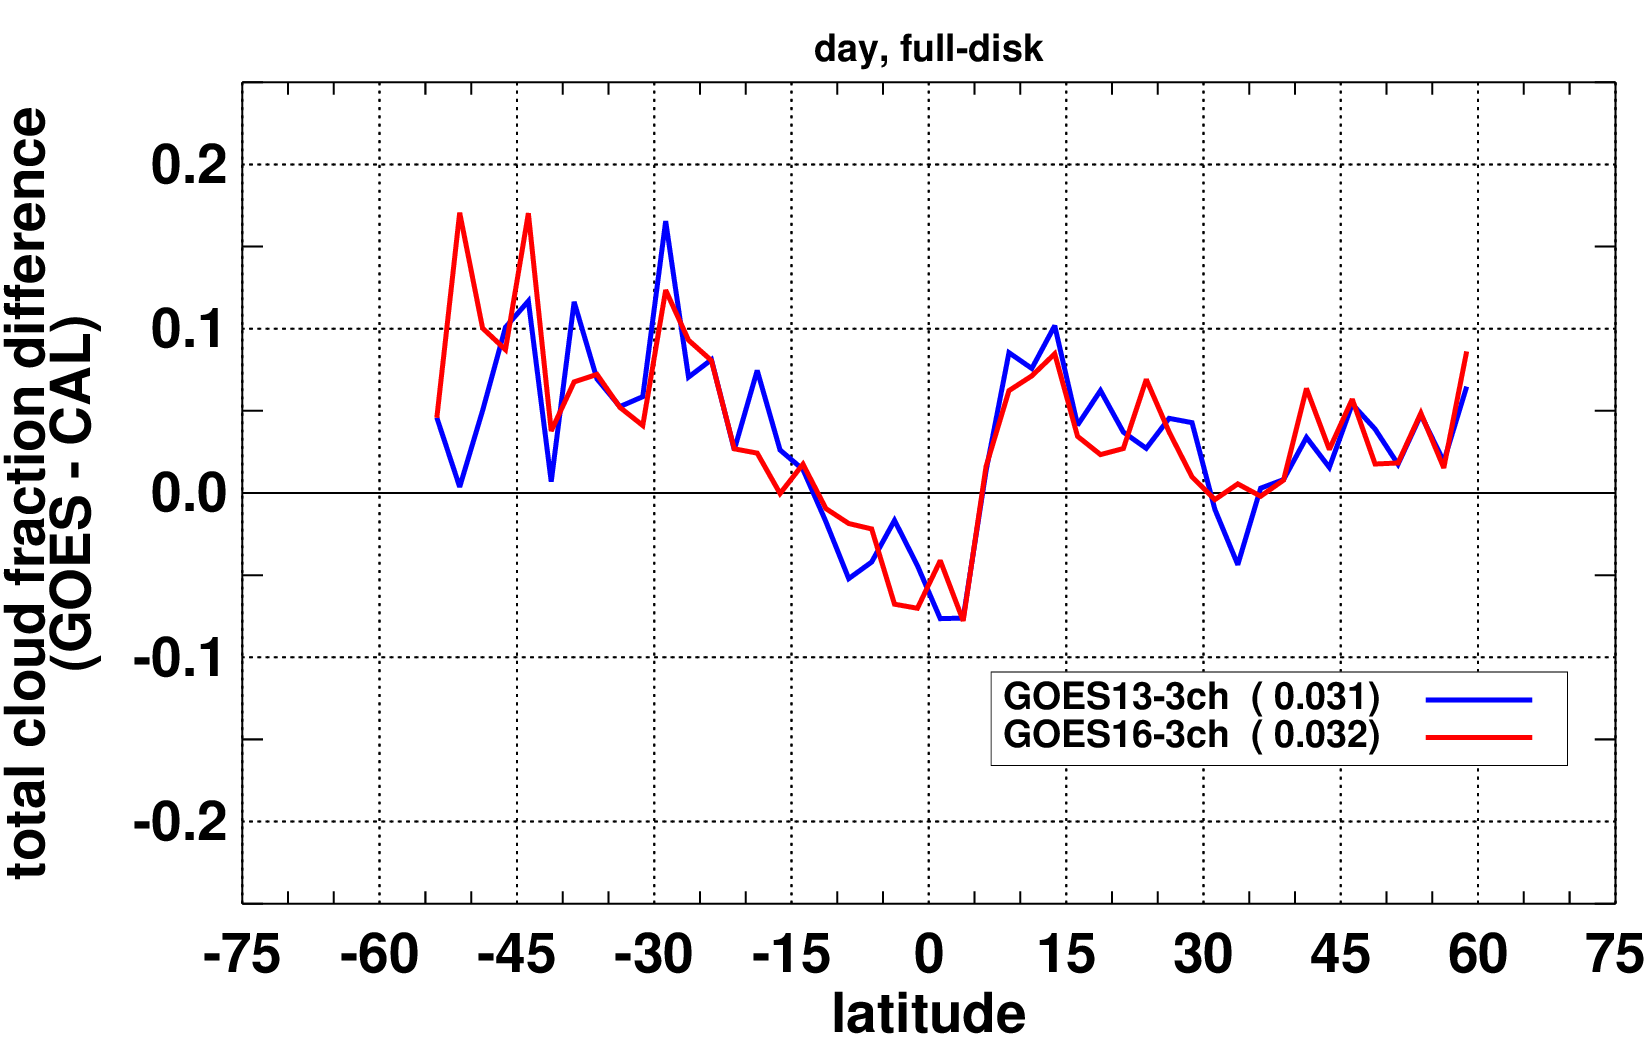 day, full-disk
total cloud fraction difference
(GOES - CAL)
0.2
0.1
0.0
-0.1
-0.2
GOES13-3ch ( 0.031)
GOES16-3ch ( 0.032)
-75 -60 -45 -30 -15 0 15 30 45 60 75
latitude